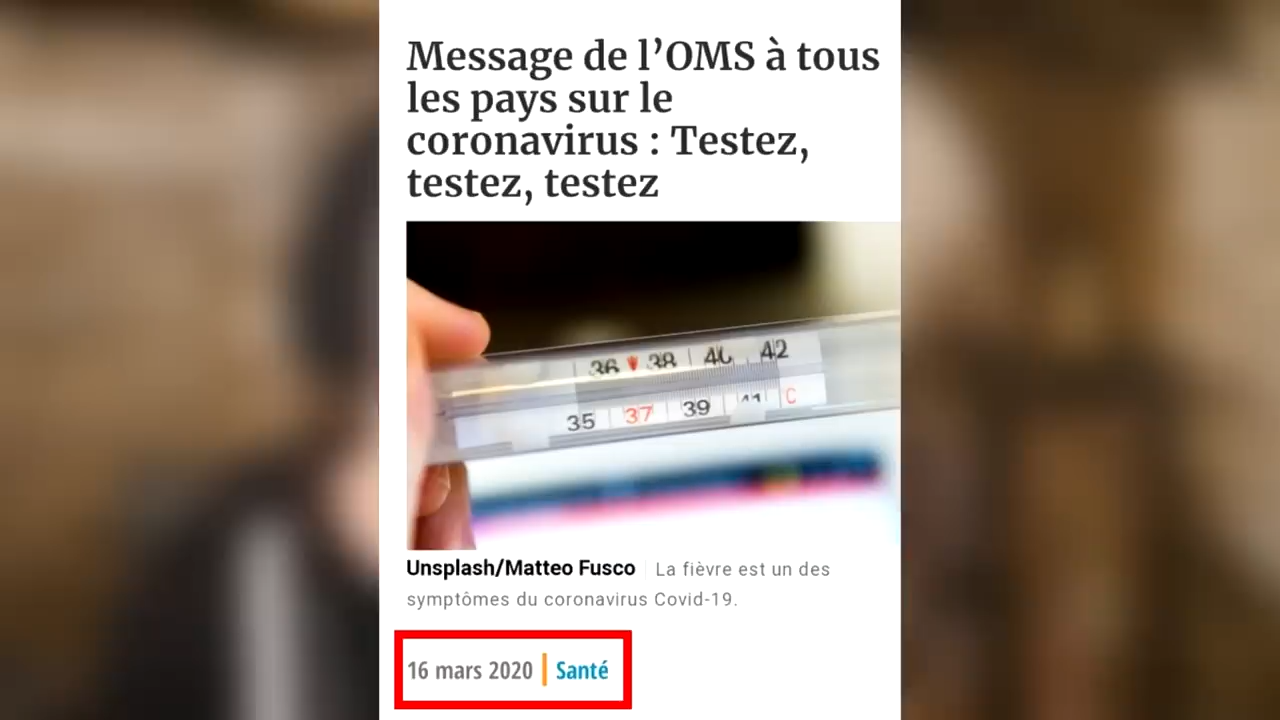 Message de l’OMS à tous
les pays sur le
coronavirus : Testez,
testez, testez
36 38 40 42
35 37 39 41 C
Unsplash/Matteo Fusco La fièvre est un des
symptômes du coronavirus Covid-19.
16 mars 2020 Santé